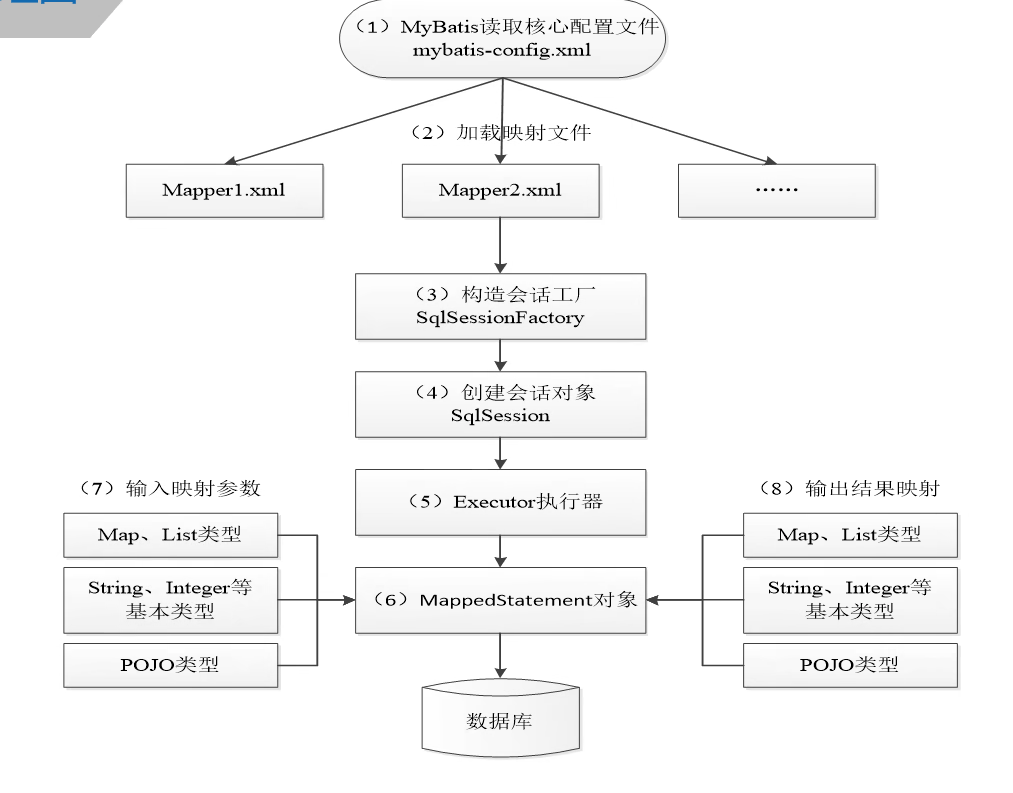 （1）MyBatis读取核心配置文件
mybatis-config.xml
（2）加载映射文件
Mapper1.xml
Mapper2.xml
……
（3）构造会话工厂
SqlSessionFactory
（4）创建会话对象
SqlSession
（5）Executor执行器
（7）输入映射参数
Map、List类型
String、Integer等
基本类型
POJO类型
（6）MappedStatement对象
（8）输出结果映射
Map、List类型
String、Integer等
基本类型
POJO类型
数据库